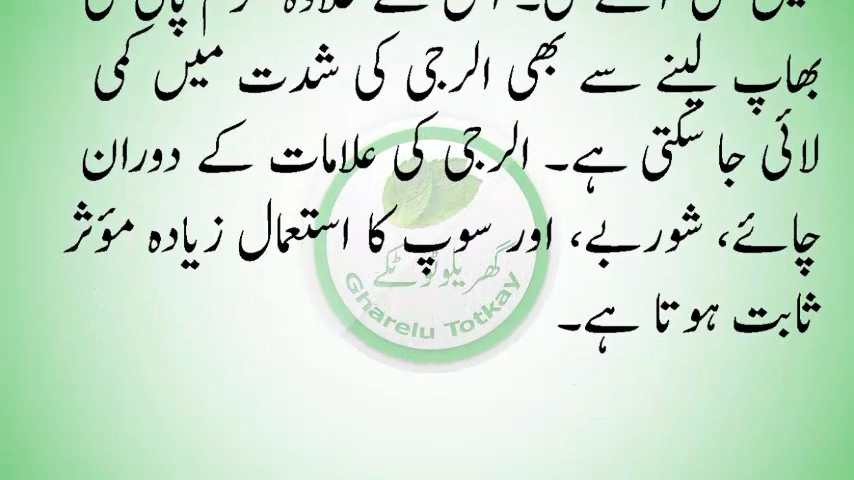 بھاپ لینے سے بھی الرجی کی شدت میں کمی
لائی جا سکتی ہے۔ الرجی کی علامات کے دوران
چائے، شوربے، اور سوپ کا استعمال زیادہ مؤثر
ثابت ہوتا ہے۔
گھریلو ٹوٹکے
Gharelu Totkay